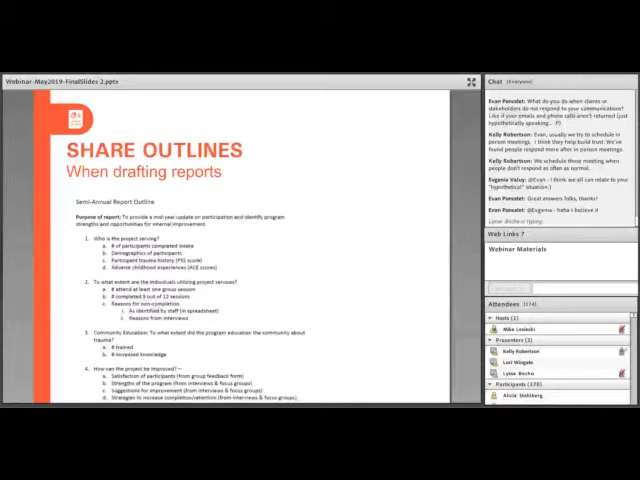 Webinar-May2019-FinalSlides 2.pptx
SHARE OUTLINES
When drafting reports
Semi-Annual Report Outline
Purpose of report: To provide a mid-year update on participation and identify program
strengths and opportunities for internal improvement.
1. Who is the project serving?
a. # of participants completed intake
b. Demographics of participants
c. Participant trauma history (PSS score)
d. Adverse childhood experiences (ACE scores)
2. To what extent are the individuals utilizing project services?
a. # attend at least one group session
b. # completed 9 out of 12 sessions
c. Reasons for non-completion
i. As identified by staff (in spreadsheet)
ii. Reasons from interviews
3. Community Education: To what extent did the program education the community about
trauma?
a. # trained
b. # increased knowledge
4. How can the project be improved?
a. Satisfaction of participants (from group feedback form)
b. Strengths of the program (from interviews & focus groups)
c. Suggestions for improvement (from interviews & focus groups)
d. Strategies to increase completion/retention (from interviews & focus groups)
Chat (Everyone)
Evan Poncelet: What do you do when clients or
stakeholders do not respond to your communications?
Like if your emails and phone calls aren't returned (just
hypothetically speaking... :P)
Kelly Robertson: Evan, usually we try to schedule in
person meetings. I think they help build trust. We've
found people respond more after in person meetings.
Kelly Robertson: We schedule those meeting when
people don't respond as often as normal.
Evgenia Valuy: @Evan - I think we all can relate to your
"hypothetical" situation:)
Evan Poncelet: Great answers folks, thanks!
Evan Poncelet: @Evgenia - haha I believe it
Lyssa Becho is typing...
Web Links 7
Webinar Materials
Attendees (174)
Hosts (1)
Mike Lesiecki
Presenters (3)
Kelly Robertson
Lori Wingate
Lyssa Becho
Participants (170)
Alicia Stahlberg